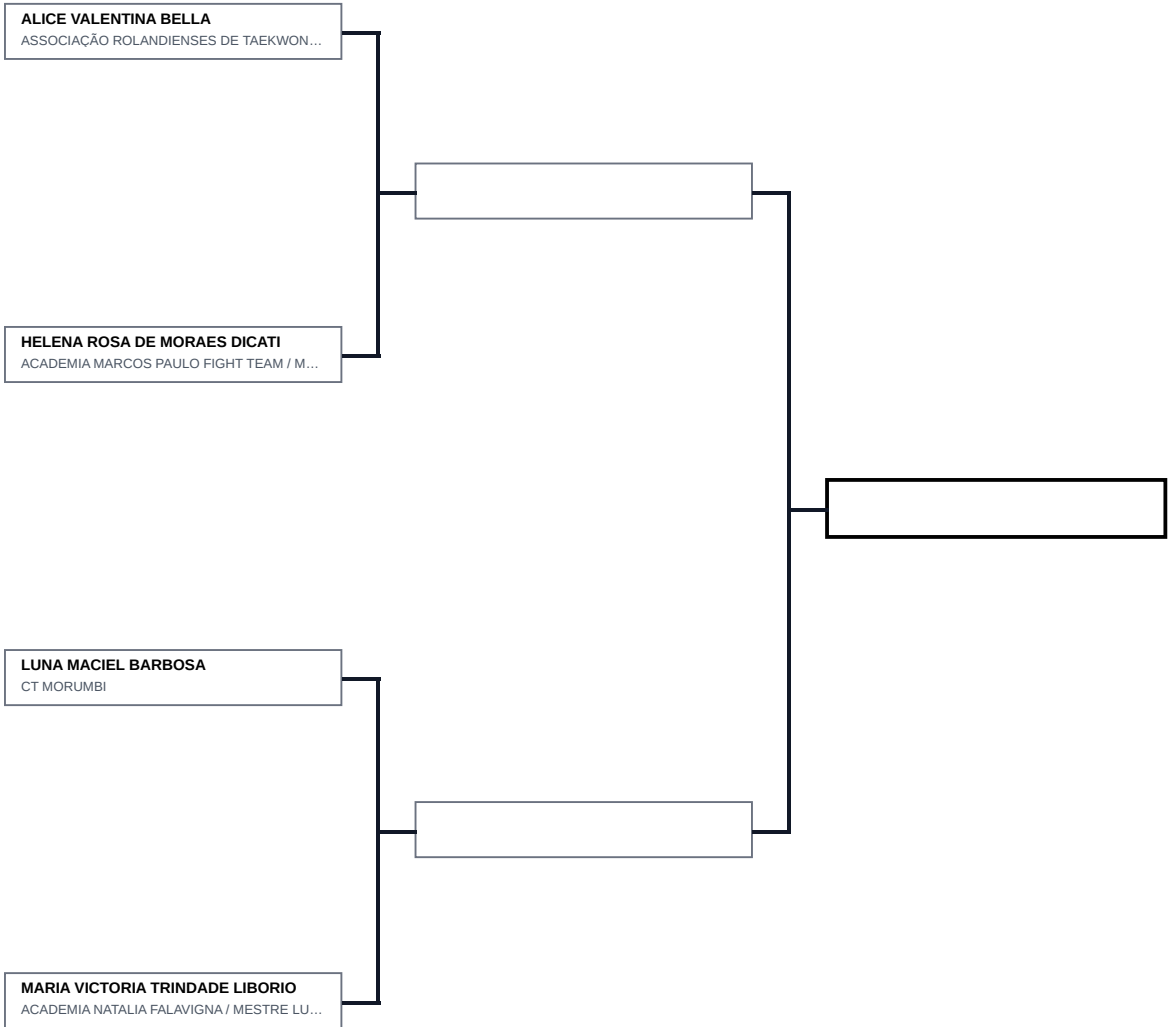 ALICE VALENTINA BELLA
ASSOCIAÇÃO ROLANDIENSES DE TAEKWON…
HELENA ROSA DE MORAES DICATI
ACADEMIA MARCOS PAULO FIGHT TEAM / M…
LUNA MACIEL BARBOSA
CT MORUMBI
MARIA VICTORIA TRINDADE LIBORIO
ACADEMIA NATALIA FALAVIGNA / MESTRE LU…